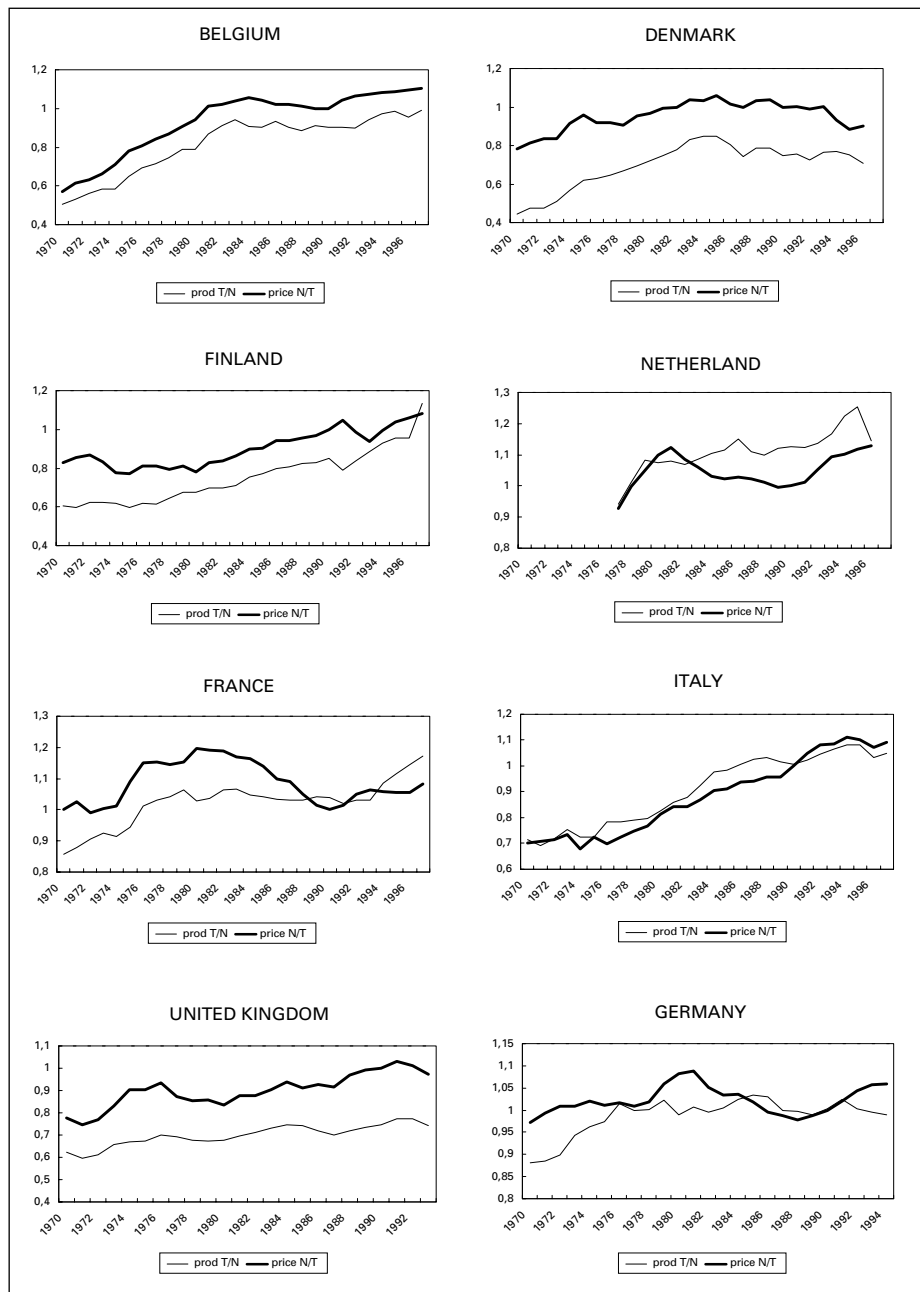 BELGIUM
1,2
1
0,8
0,6
0,4
1970 1972 1974 1976 1978 1980 1982 1984 1986 1988 1990 1992 1994 1996
prod T/N price N/T
DENMARK
1,2
1
0,8
0,6
0,4
1970 1972 1974 1976 1978 1980 1982 1984 1986 1988 1990 1992 1994 1996
prod T/N price N/T
FINLAND
1,2
1
0,8
0,6
0,4
1970 1972 1974 1976 1978 1980 1982 1984 1986 1988 1990 1992 1994 1996
prod T/N price N/T
NETHERLAND
1,3
1,2
1,1
1
0,9
0,8
1970 1972 1974 1976 1978 1980 1982 1984 1986 1988 1990 1992 1994 1996
prod T/N price N/T
FRANCE
1,3
1,2
1,1
1
0,9
0,8
1970 1972 1974 1976 1978 1980 1982 1984 1986 1988 1990 1992 1994 1996
prod T/N price N/T
ITALY
1,2
1,1
1
0,9
0,8
0,7
0,6
1970 1972 1974 1976 1978 1980 1982 1984 1986 1988 1990 1992 1994 1996
prod T/N price N/T
UNITED KINGDOM
1,1
1
0,9
0,8
0,7
0,6
0,5
0,4
1970 1972 1974 1976 1978 1980 1982 1984 1986 1988 1990 1992
prod T/N price N/T
GERMANY
1,15
1,1
1,05
1
0,95
0,9
0,85
0,8
1970 1972 1974 1976 1978 1980 1982 1984 1986 1988 1990 1992 1994
prod T/N price N/T